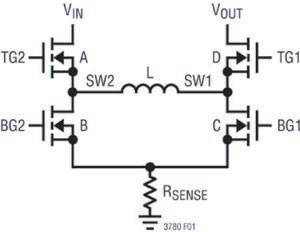 VIN VOUT
TG2 A D TG1
SW2 L SW1
BG2 B C BG1
RSENSE
3780 F01